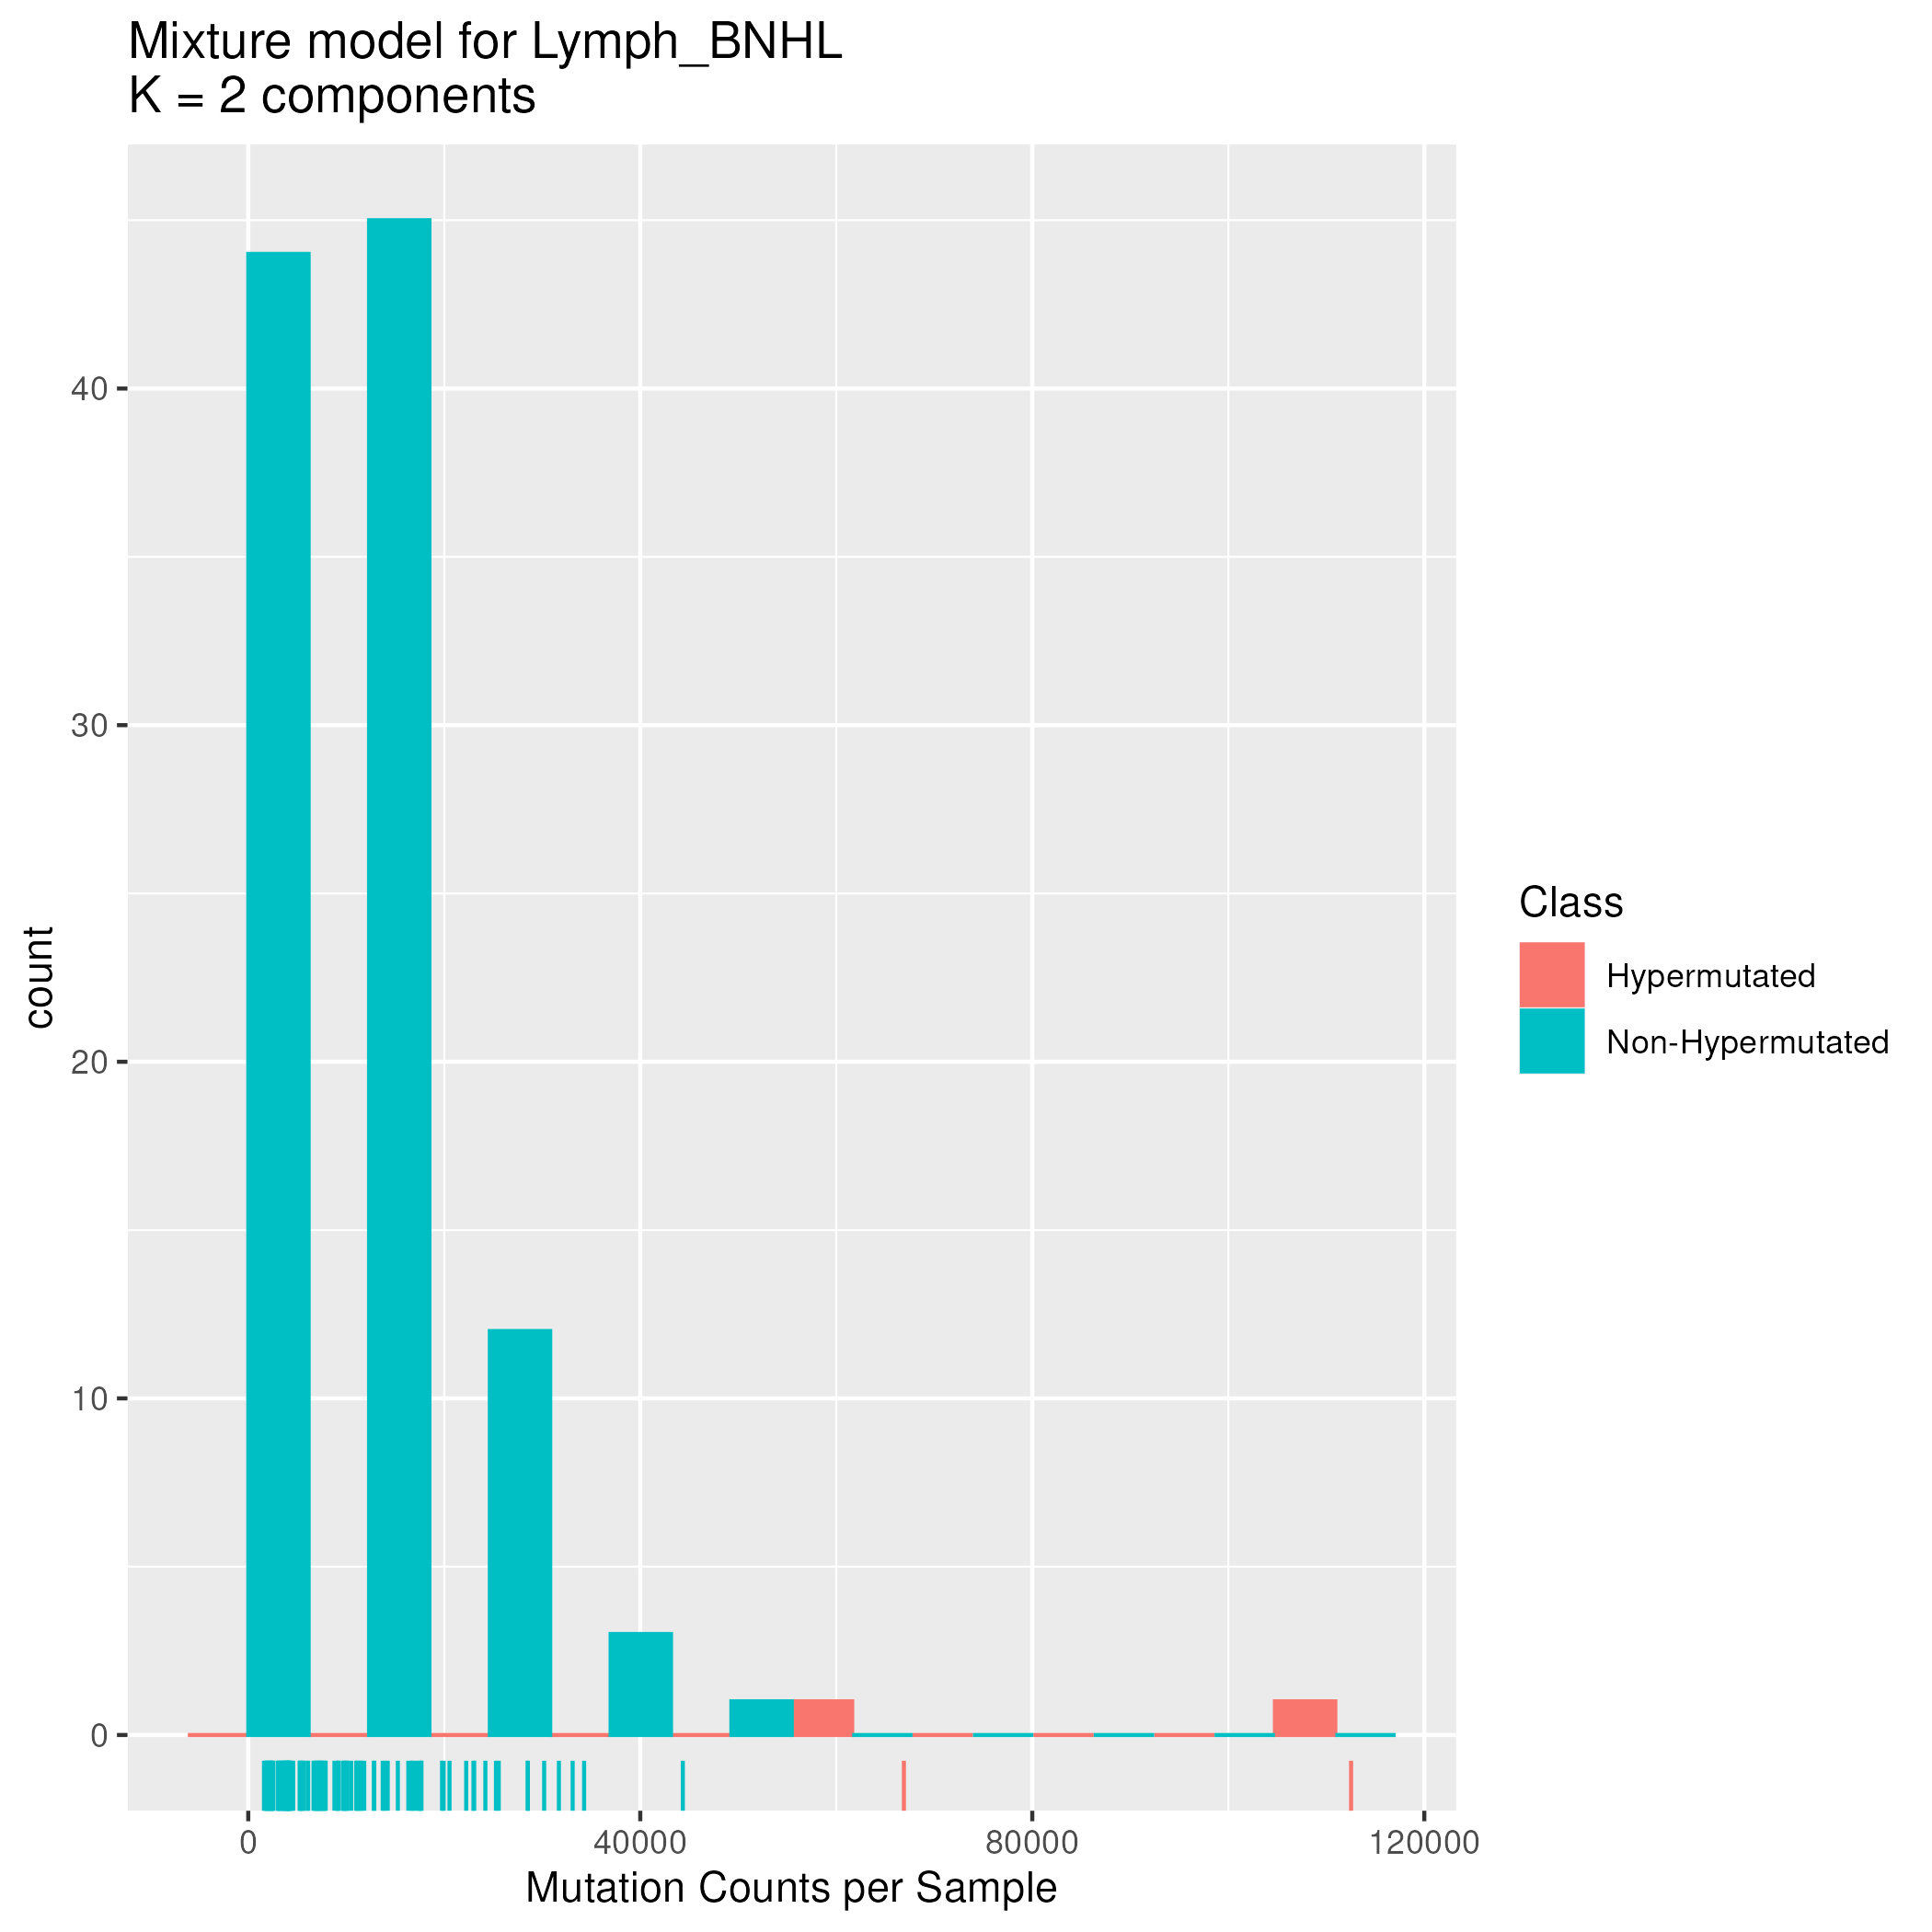 Mixture model for Lymph_BNHL
K = 2 components
40
30
20
10
0
count
0 40000 80000 120000
Mutation Counts per Sample
Class
Hypermutated
Non-Hypermutated